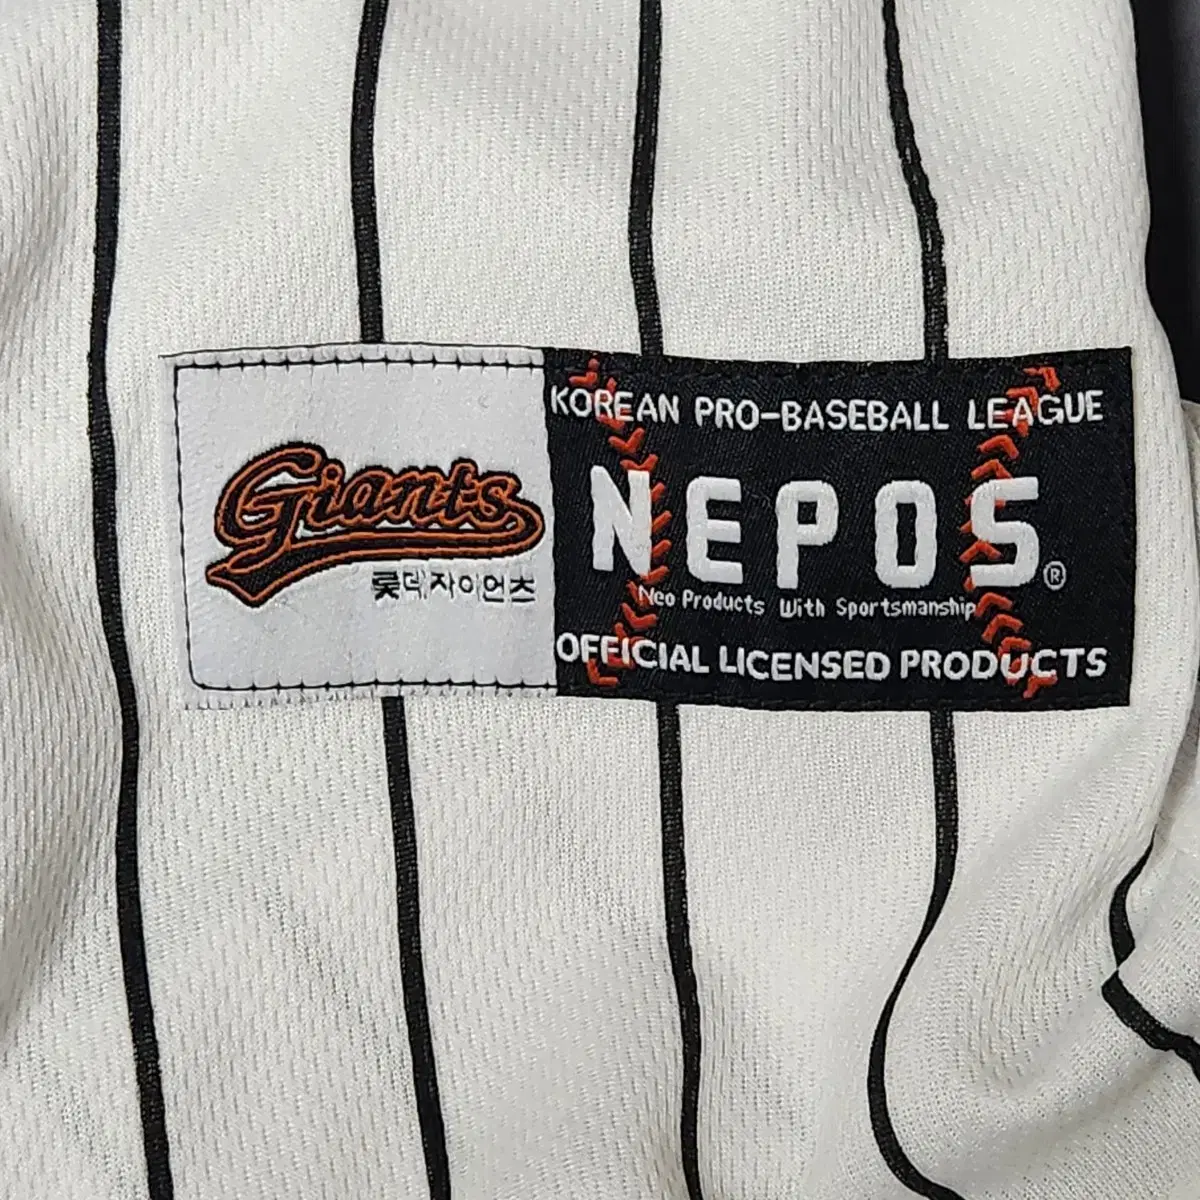 Giants
롯데자이언츠
KOREAN PRO-BASEBALL LEAGUE
NEPOS®
Neo Products With Sportsmanship
OFFICIAL LICENSED PRODUCTS